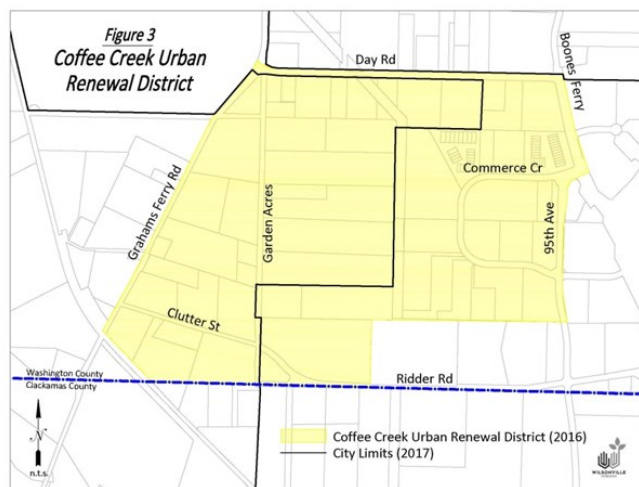 Figure 3
Coffee Creek Urban
Renewal District
Day Rd
Boones Ferry
Commerce Cr
Grahams Ferry Rd
Garden Acres
95th Ave
Clutter St
Washington County
Clackamas County
Ridder Rd
N
n.t.s.
Coffee Creek Urban Renewal District (2016)
City Limits (2017)
WILSONVILLE